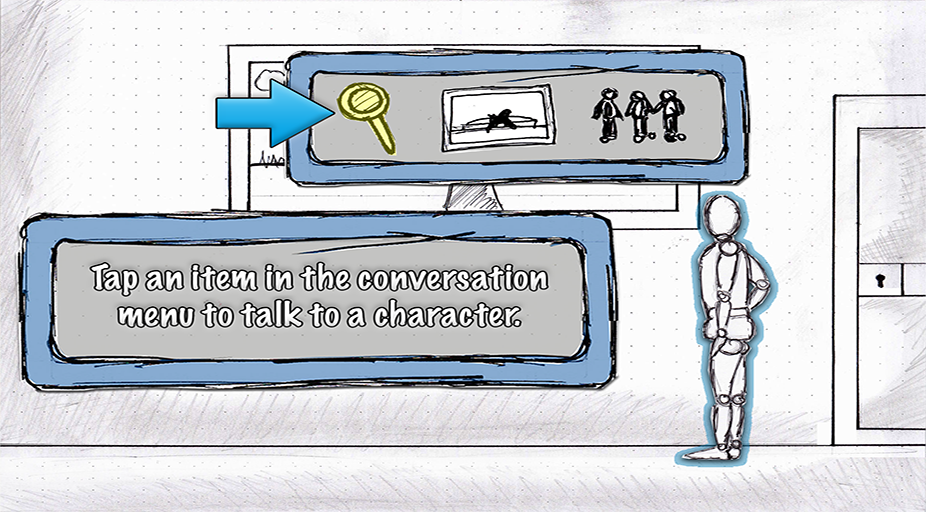 Tap an item in the conversation
menu to talk to a character.